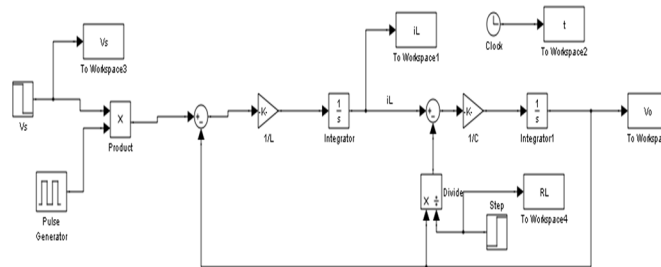 Vs
To Workspace3
Vs
X
Product
Pulse
Generator
-K-
1/L
1
s
Integrator
iL
To Workspace1
iL
Clock
t
To Workspace2
-K-
1/C
1
s
Integrator1
Vo
To Workspa
X ÷
Divide
Step
RL
To Workspace4